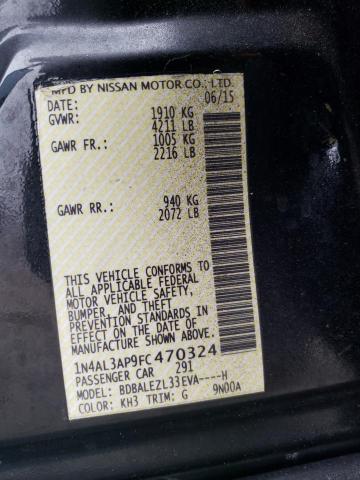 MFD BY NISSAN MOTOR CO., LTD.
DATE: 06/15
GVWR: 1910 KG
4211 LB
GAWR FR.: 1005 KG
2216 LB
GAWR RR.: 940 KG
2072 LB
THIS VEHICLE CONFORMS TO
ALL APPLICABLE FEDERAL
MOTOR VEHICLE SAFETY,
BUMPER, AND THEFT
PREVENTION STANDARDS
IN EFFECT ON THE DATE OF
MANUFACTURE SHOWN ABOVE.
1N4AL3AP9FC470324
PASSENGER CAR 291
MODEL: BDBALEZL33EVA----H
COLOR: KH3 TRIM: G 9N00A